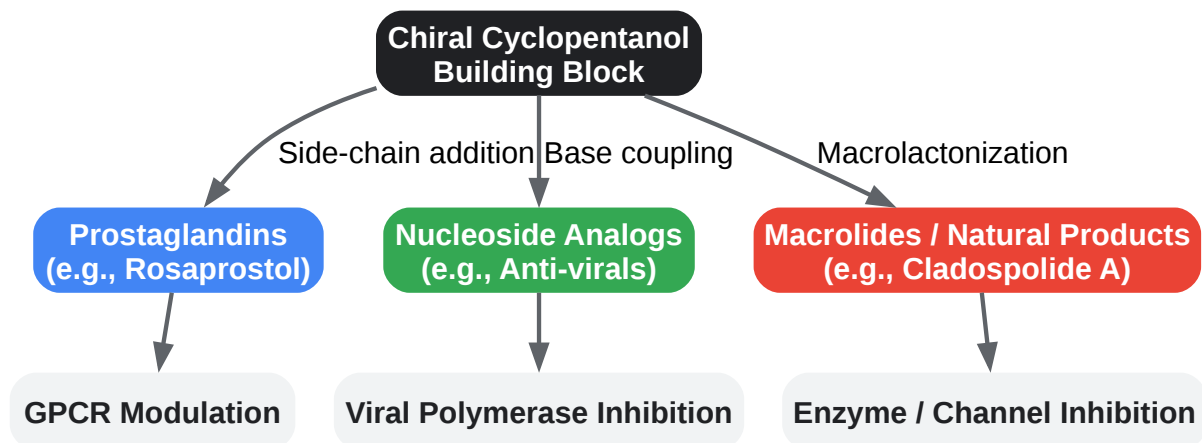 Chiral Cyclopentanol
Building Block
Side-chain addition
Base coupling
Macrolactonization
Prostaglandins
(e.g., Rosaprostol)
Nucleoside Analogs
(e.g., Anti-virals)
Macrolides / Natural Products
(e.g., Cladospolide A)
GPCR Modulation
Viral Polymerase Inhibition
Enzyme / Channel Inhibition